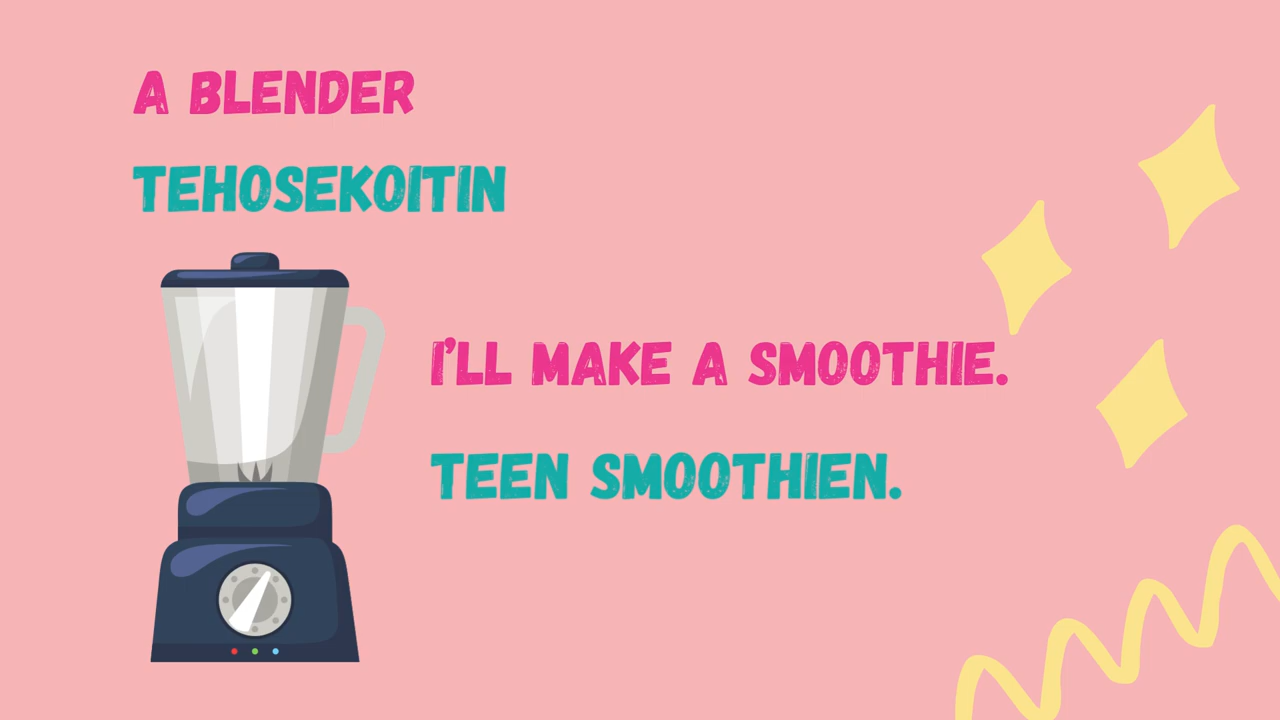 A BLENDER
TEHOSEKOITIN
I'LL MAKE A SMOOTHIE.
TEEN SMOOTHIEN.